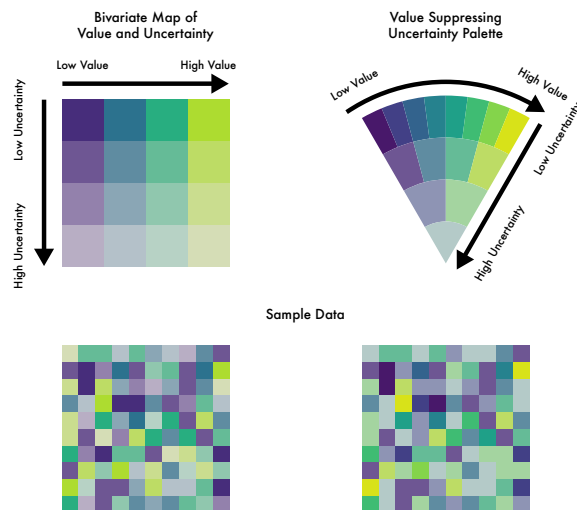 Bivariate Map of
Value and Uncertainty
Value Suppressing
Uncertainty Palette
Low Value
High Value
Low Uncertainty
High Uncertainty
Low Value
High Value
Low Uncertainty
High Uncertainty
Sample Data